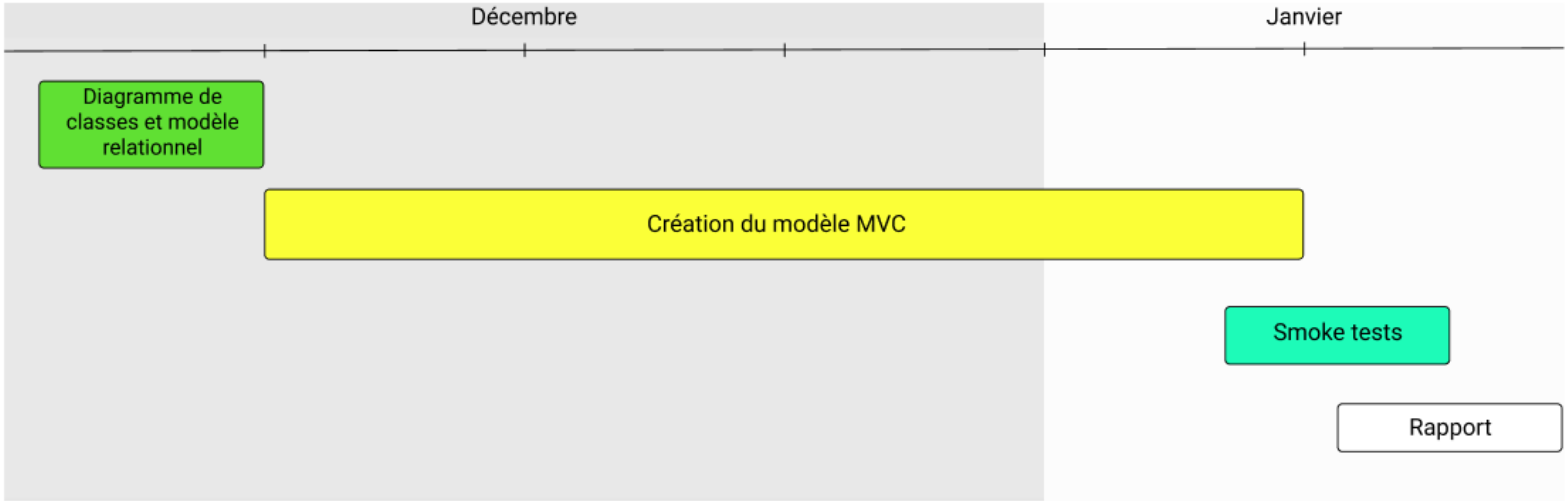 Décembre
Janvier
Diagramme de
classes et modèle
relationnel
Création du modèle MVC
Smoke tests
Rapport